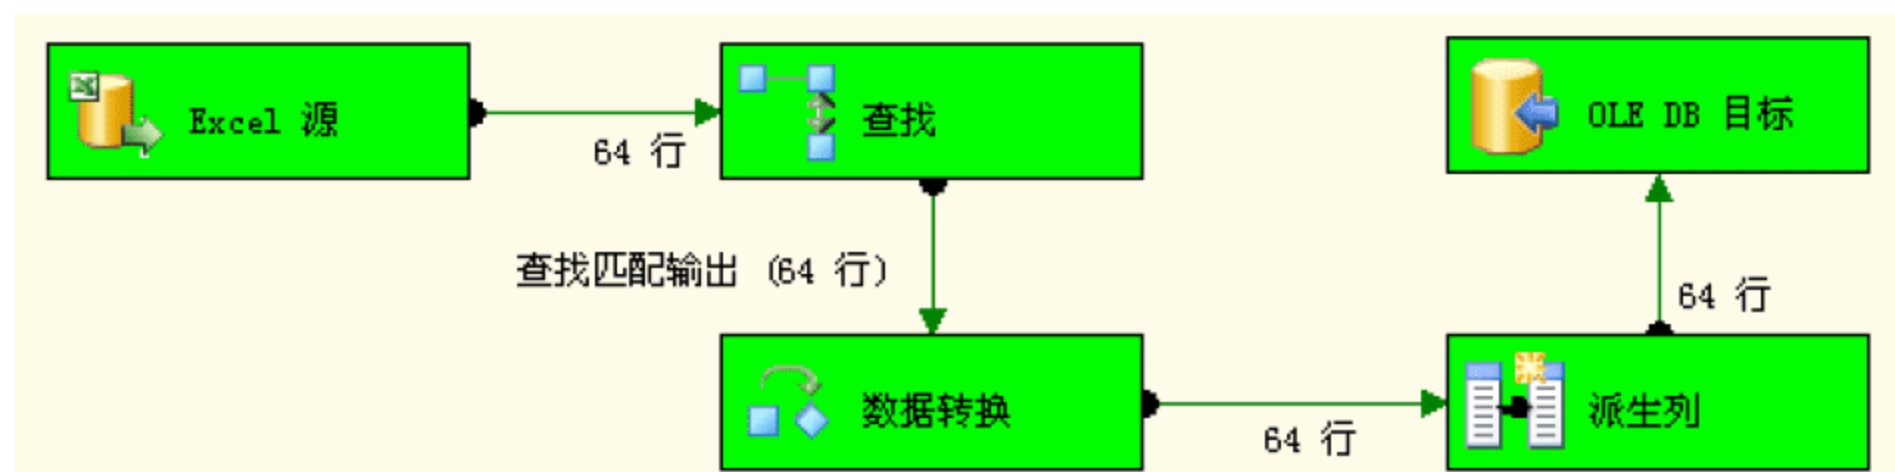 Excel 源
64 行
查找
查找匹配输出 (64 行)
数据转换
64 行
派生列
64 行
OLE DB 目标